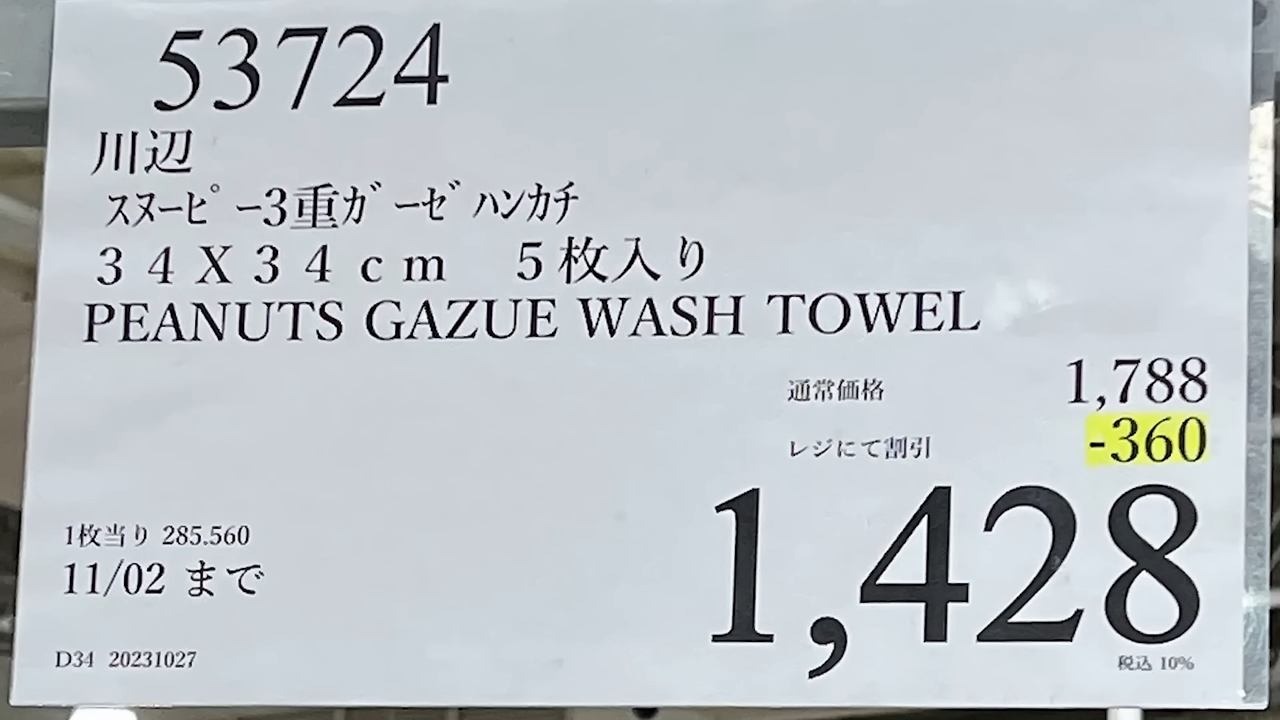 53724
川辺
ｽﾇｰﾋﾟｰ3重ｶﾞｰｾﾞﾊﾝｶﾁ
３４Ｘ３４ｃｍ　５枚入り
PEANUTS GAZUE WASH TOWEL
通常価格 1,788
レジにて割引 -360
1,428
1枚当り 285.560
11/02 まで
D34 20231027
税込 10%